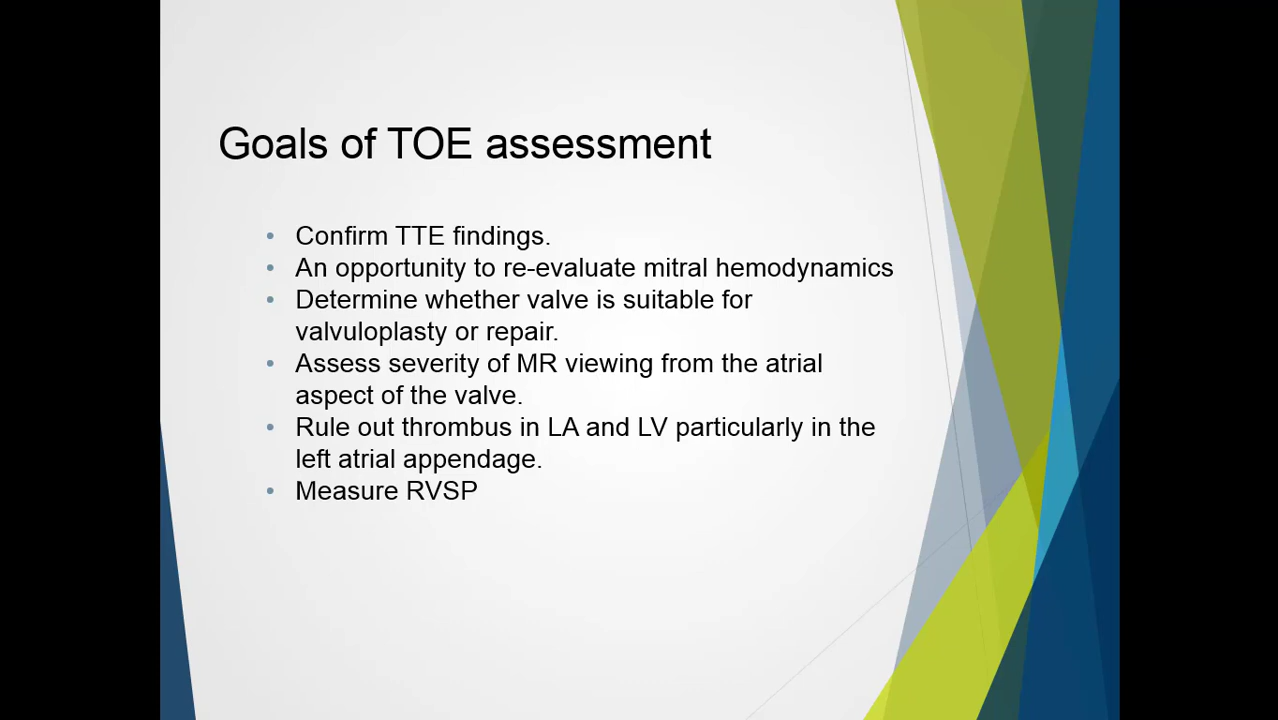 Goals of TOE assessment
• Confirm TTE findings.
• An opportunity to re-evaluate mitral hemodynamics
• Determine whether valve is suitable for
valvuloplasty or repair.
• Assess severity of MR viewing from the atrial
aspect of the valve.
• Rule out thrombus in LA and LV particularly in the
left atrial appendage.
• Measure RVSP